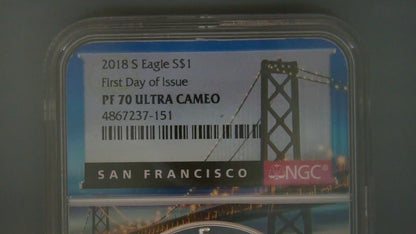 2018 S Eagle S$1
First Day of Issue
PF 70 ULTRA CAMEO
4867237-151
SAN FRANCISCO NGC®